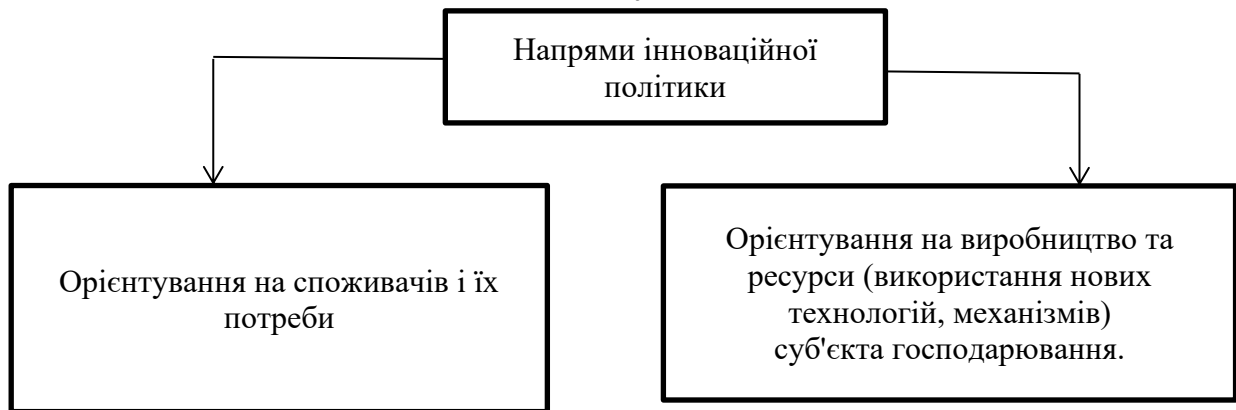 Напрями інноваційної
політики
Орієнтування на споживачів і їх
потреби
Орієнтування на виробництво та
ресурси (використання нових
технологій, механізмів)
суб'єкта господарювання.